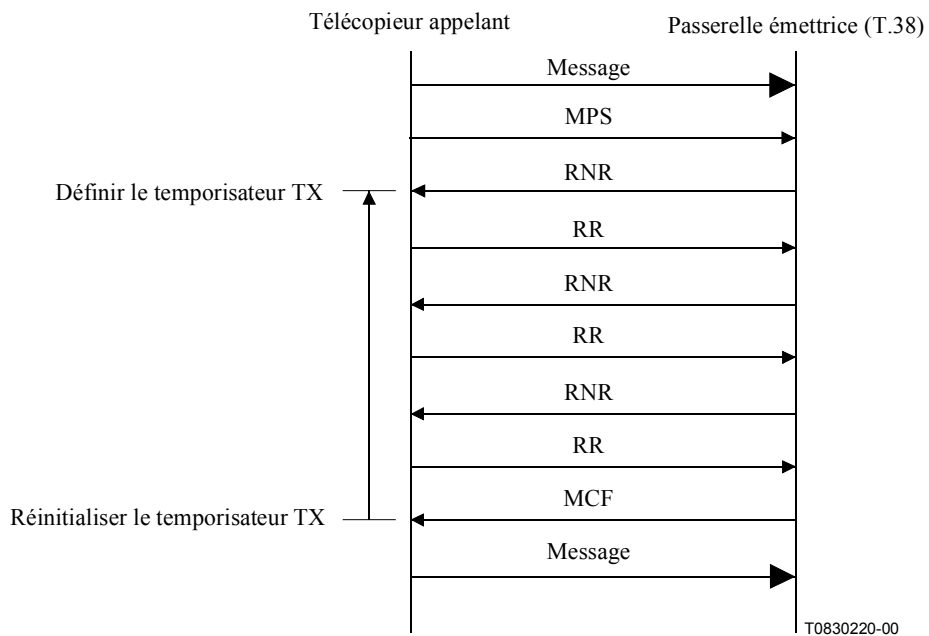 Télécopieur appelant
Passerelle émettrice (T.38)
Message
MPS
RNR
Définir le temporisateur TX
RR
RNR
RR
RNR
RR
MCF
Réinitialiser le temporisateur TX
Message
T0830220-00